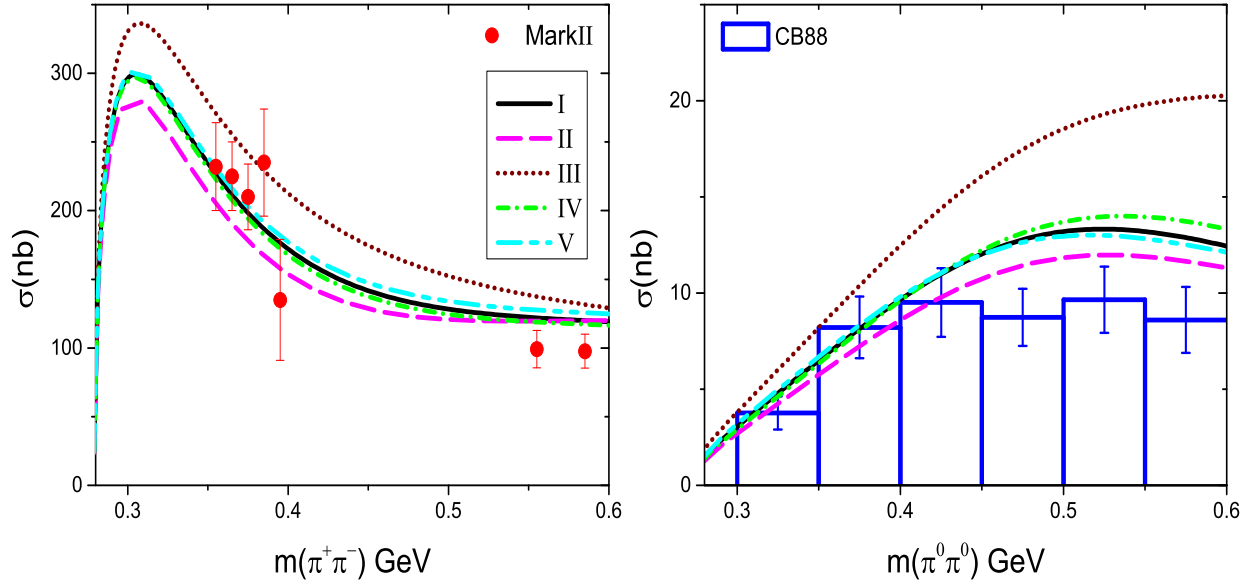 MarkII
I
II
III
IV
V
300
200
100
0
0.3 0.4 0.5 0.6
σ(nb)
m(π⁺π⁻) GeV
CB88
20
10
0
0.3 0.4 0.5 0.6
σ(nb)
m(π⁰π⁰) GeV